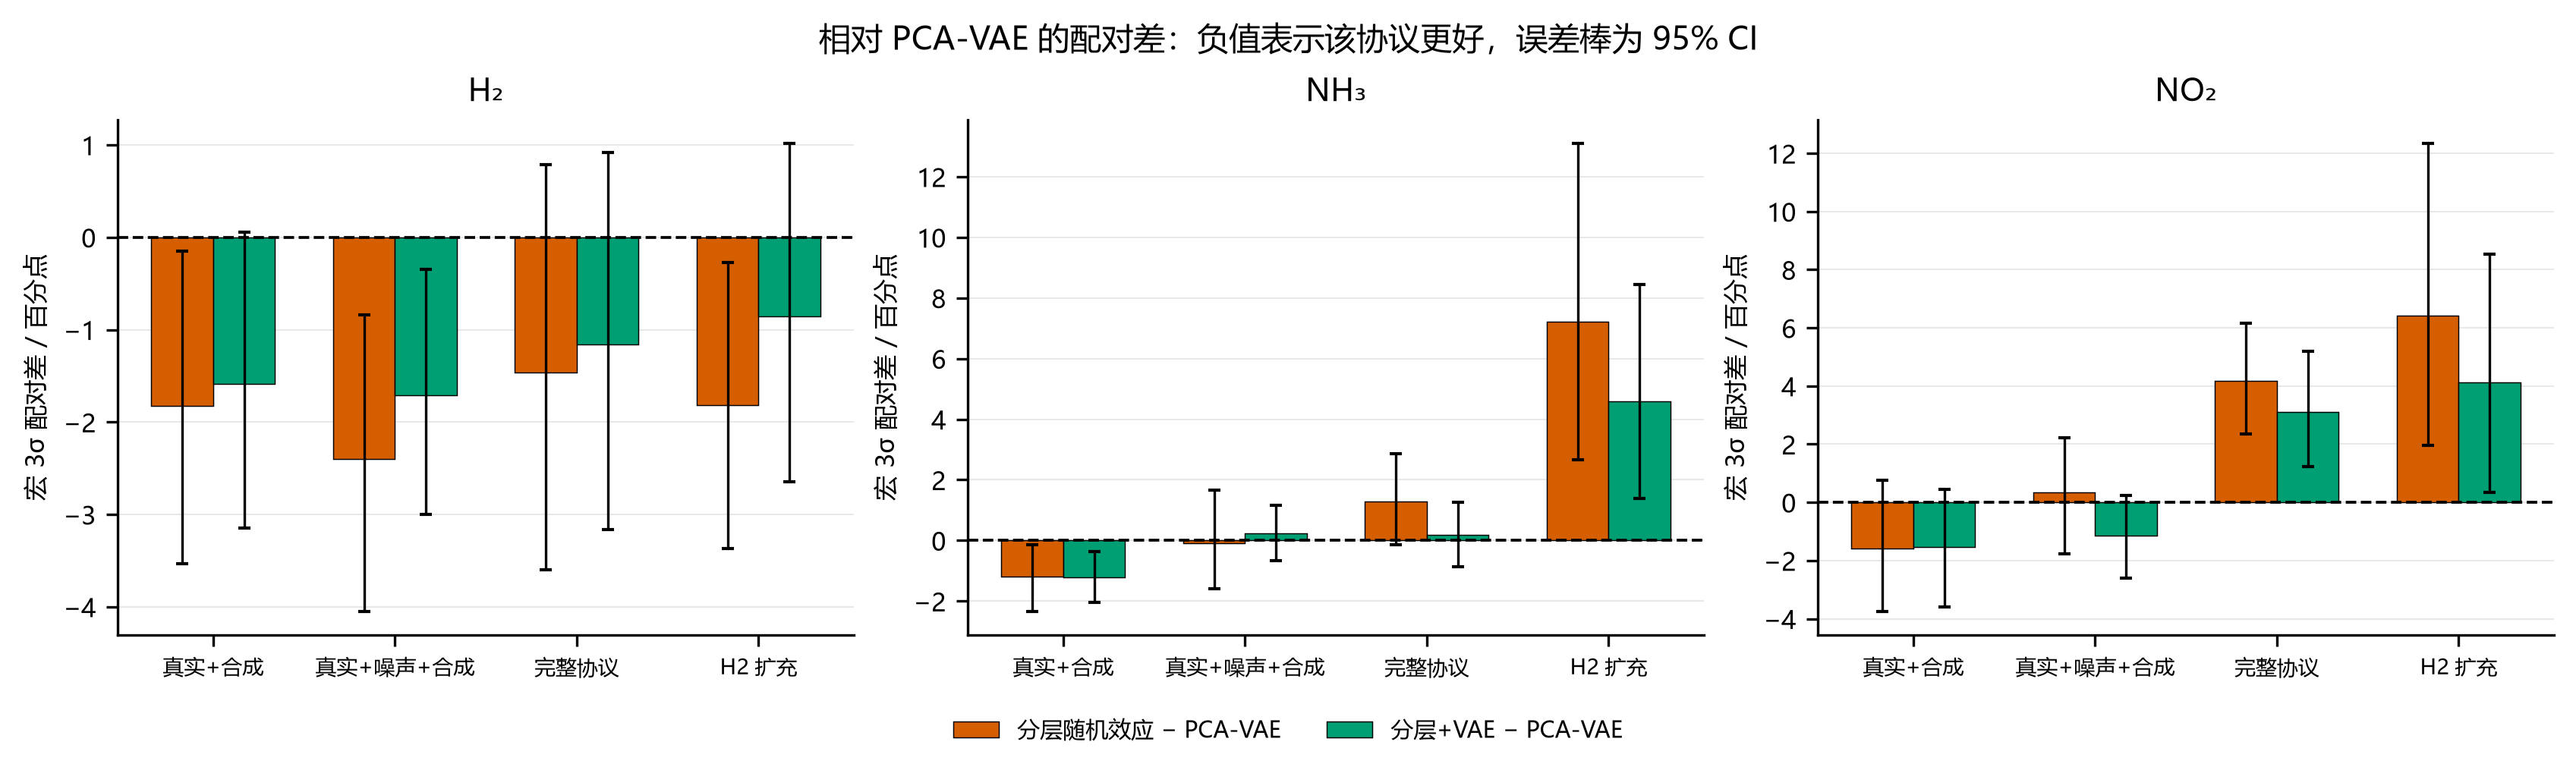 相对 PCA-VAE 的配对差：负值表示该协议更好，误差棒为 95% CI
H₂
宏 3σ 配对差 / 百分点
1
0
−1
−2
−3
−4
真实+合成
真实+噪声+合成
完整协议
H2 扩充
NH₃
宏 3σ 配对差 / 百分点
12
10
8
6
4
2
0
−2
真实+合成
真实+噪声+合成
完整协议
H2 扩充
NO₂
宏 3σ 配对差 / 百分点
12
10
8
6
4
2
0
−2
−4
真实+合成
真实+噪声+合成
完整协议
H2 扩充
分层随机效应 − PCA-VAE
分层+VAE − PCA-VAE